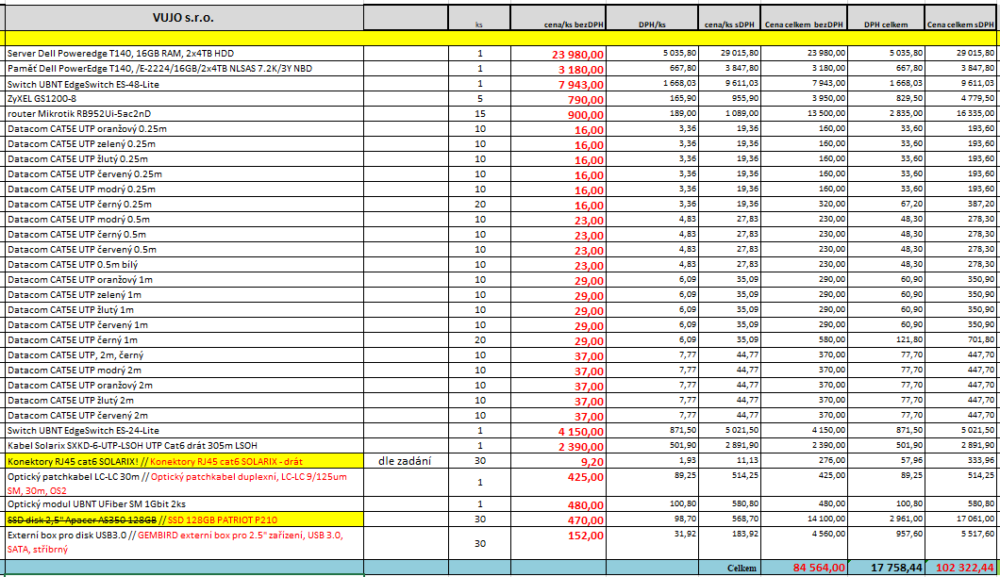 VUJO s.r.o. ks cena/ks bezDPH DPH/ks cena/ks sDPH Cena celkem bezDPH DPH celkem Cena celkem sDPH
Server Dell Poweredge T140, 16GB RAM, 2x4TB HDD 1 23 980,00 5 035,80 29 015,80 23 980,00 5 035,80 29 015,80
Paměť Dell PowerEdge T140, /E-2224/16GB/2x4TB NLSAS 7.2K/3Y NBD 1 3 180,00 667,80 3 847,80 3 180,00 667,80 3 847,80
Switch UBNT EdgeSwitch ES-48-Lite 1 7 943,00 1 668,03 9 611,03 7 943,00 1 668,03 9 611,03
ZyXEL GS1200-8 5 790,00 165,90 955,90 3 950,00 829,50 4 779,50
router Mikrotik RB952Ui-5ac2nD 15 900,00 189,00 1 089,00 13 500,00 2 835,00 16 335,00
Datacom CAT5E UTP oranžový 0.25m 10 16,00 3,36 19,36 160,00 33,60 193,60
Datacom CAT5E UTP zelený 0.25m 10 16,00 3,36 19,36 160,00 33,60 193,60
Datacom CAT5E UTP žlutý 0.25m 10 16,00 3,36 19,36 160,00 33,60 193,60
Datacom CAT5E UTP červený 0.25m 10 16,00 3,36 19,36 160,00 33,60 193,60
Datacom CAT5E UTP modrý 0.25m 10 16,00 3,36 19,36 160,00 33,60 193,60
Datacom CAT5E UTP černý 0.25m 20 16,00 3,36 19,36 320,00 67,20 387,20
Datacom CAT5E UTP modrý 0.5m 10 23,00 4,83 27,83 230,00 48,30 278,30
Datacom CAT5E UTP černý 0.5m 10 23,00 4,83 27,83 230,00 48,30 278,30
Datacom CAT5E UTP červený 0.5m 10 23,00 4,83 27,83 230,00 48,30 278,30
Datacom CAT5E UTP 0.5m bílý 10 23,00 4,83 27,83 230,00 48,30 278,30
Datacom CAT5E UTP oranžový 1m 10 29,00 6,09 35,09 290,00 60,90 350,90
Datacom CAT5E UTP zelený 1m 10 29,00 6,09 35,09 290,00 60,90 350,90
Datacom CAT5E UTP žlutý 1m 10 29,00 6,09 35,09 290,00 60,90 350,90
Datacom CAT5E UTP červený 1m 10 29,00 6,09 35,09 290,00 60,90 350,90
Datacom CAT5E UTP černý 1m 20 29,00 6,09 35,09 580,00 121,80 701,80
Datacom CAT5E UTP, 2m, černý 10 37,00 7,77 44,77 370,00 77,70 447,70
Datacom CAT5E UTP modrý 2m 10 37,00 7,77 44,77 370,00 77,70 447,70
Datacom CAT5E UTP oranžový 2m 10 37,00 7,77 44,77 370,00 77,70 447,70
Datacom CAT5E UTP žlutý 2m 10 37,00 7,77 44,77 370,00 77,70 447,70
Datacom CAT5E UTP červený 2m 10 37,00 7,77 44,77 370,00 77,70 447,70
Switch UBNT EdgeSwitch ES-24-Lite 1 4 150,00 871,50 5 021,50 4 150,00 871,50 5 021,50
Kabel Solarix SXKD-6-UTP-LSOH UTP Cat6 drát 305m LSOH 1 2 390,00 501,90 2 891,90 2 390,00 501,90 2 891,90
Konektory RJ45 cat6 SOLARIX! // Konektory RJ45 cat6 SOLARIX - drát dle zadání 30 9,20 1,93 11,13 276,00 57,96 333,96
Optický patchkabel LC-LC 30m // Optický patchkabel duplexní, LC-LC 9/125um 1 425,00 89,25 514,25 425,00 89,25 514,25
SM, 30m, OS2
Optický modul UBNT UFiber SM 1Gbit 2ks 1 480,00 100,80 580,80 480,00 100,80 580,80
SSD disk 2,5" Apacer AS350 128GB // SSD 128GB PATRIOT P210 30 470,00 98,70 568,70 14 100,00 2 961,00 17 061,00
Externí box pro disk USB3.0 // GEMBIRD externí box pro 2.5" zařízení, USB 3.0, 30 152,00 31,92 183,92 4 560,00 957,60 5 517,60
SATA, stříbrný
Celkem 84 564,00 17 758,44 102 322,44